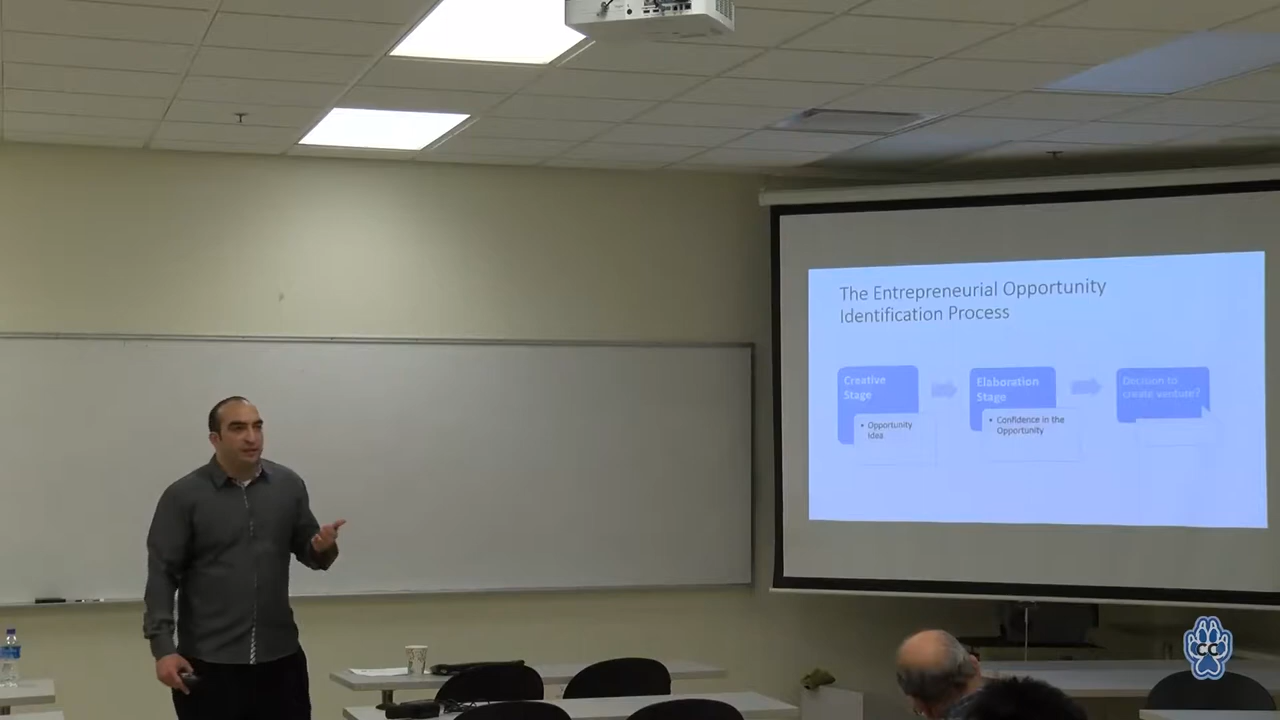 The Entrepreneurial Opportunity
Identification Process
Creative
Stage
• Opportunity
Idea
Elaboration
Stage
• Confidence in the
Opportunity
Decision to
create venture?
CC